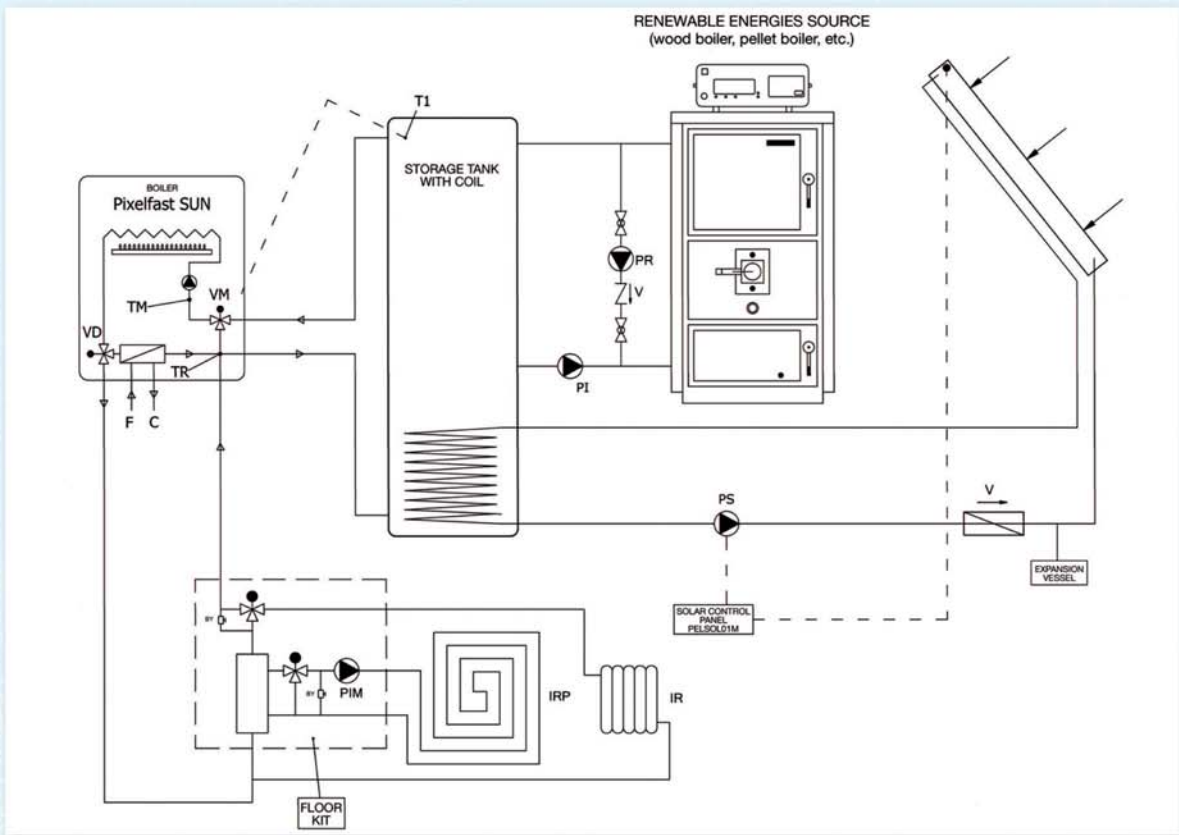 RENEWABLE ENERGIES SOURCE
(wood boiler, pellet boiler, etc.)
T1
STORAGE TANK
WITH COIL
BOILER
Pixelfast SUN
TM
VM
VD
TR
F
C
PR
V
PI
PS
V
EXPANSION
VESSEL
SOLAR CONTROL
PANEL
PELSOL01M
BY
BY
PIM
IRP
IR
FLOOR
KIT